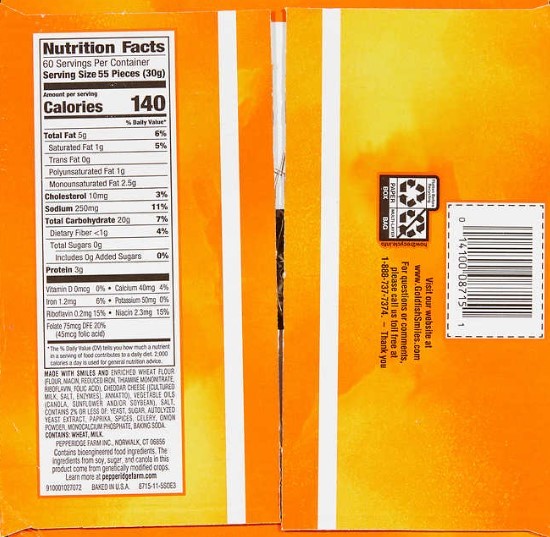 Nutrition Facts
60 Servings Per Container
Serving Size 55 Pieces (30g)
Amount per serving
Calories 140
% Daily Value*
Total Fat 5g 6%
Saturated Fat 1g 5%
Trans Fat 0g
Polyunsaturated Fat 1g
Monounsaturated Fat 2.5g
Cholesterol 10mg 3%
Sodium 250mg 11%
Total Carbohydrate 20g 7%
Dietary Fiber <1g 4%
Total Sugars 0g
Includes 0g Added Sugars 0%
Protein 3g
Vitamin D 0mcg 0% • Calcium 40mg 4%
Iron 1.2mg 6% • Potassium 50mg 0%
Riboflavin 0.2mg 15% • Niacin 2.3mg 15%
Folate 75mcg DFE 20%
(45mcg folic acid)
*The % Daily Value (DV) tells you how much a nutrient
in a serving of food contributes to a daily diet. 2,000
calories a day is used for general nutrition advice.
MADE WITH SMILES AND ENRICHED WHEAT FLOUR
(FLOUR, NIACIN, REDUCED IRON, THIAMINE MONONITRATE,
RIBOFLAVIN, FOLIC ACID), CHEDDAR CHEESE ([CULTURED
MILK, SALT, ENZYMES], ANNATTO), VEGETABLE OILS
(CANOLA, SUNFLOWER AND/OR SOYBEAN), SALT,
CONTAINS 2% OR LESS OF: YEAST, SUGAR, AUTOLYZED
YEAST EXTRACT, PAPRIKA, SPICES, CELERY, ONION
POWDER, MONOCALCIUM PHOSPHATE, BAKING SODA.
CONTAINS: WHEAT, MILK.
PEPPERIDGE FARM INC., NORWALK, CT 06856
Contains bioengineered food ingredients. The
ingredients from soy, sugar, and canola in this
product come from genetically modified crops.
Learn more at pepperidgefarm.com
910001027072 BAKED IN U.S.A. 8715-11-SS0E3
PAPER
BOX
MULTI-LAYER
BAG
how2recycle.info
Visit our website at
www.GoldfishSmiles.com
For questions or comments,
please call us toll free at
1-888-737-7374. – Thank you
0 14100 08715 1